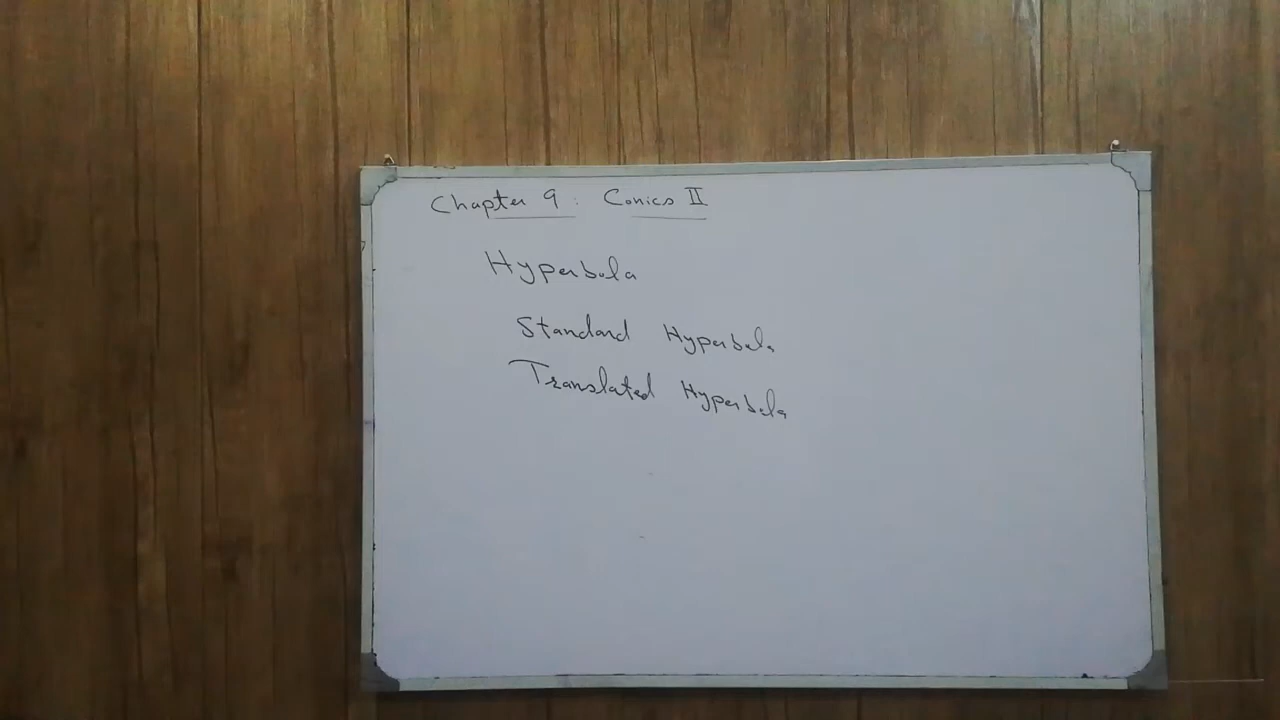 Chapter 9 : Conics II
Hyperbola
Standard Hyperbola
Translated Hyperbola